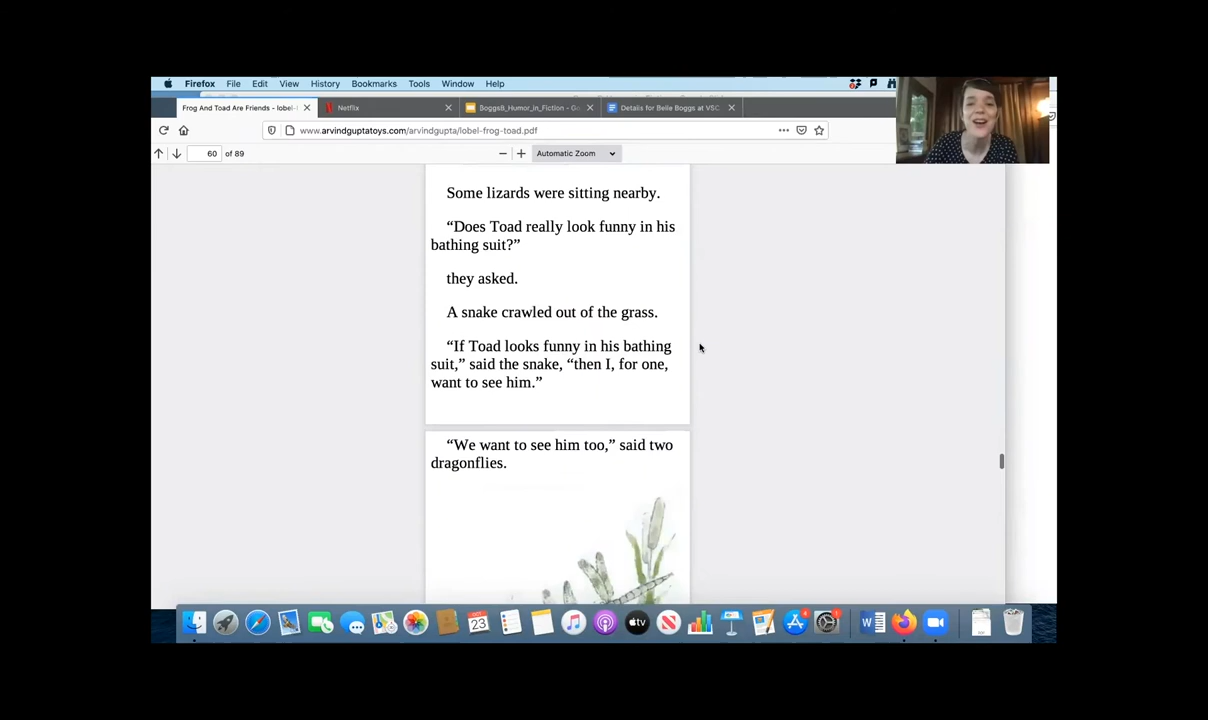 Firefox File Edit View History Bookmarks Tools Window Help
Frog And Toad Are Friends - lobel-
Netflix
BoggsB_Humor_in_Fiction - G
Details for Belle Boggs at VSC
www.arvindguptatoys.com/arvindgupta/lobel-frog-toad.pdf
60 of 89
Automatic Zoom
Some lizards were sitting nearby.
“Does Toad really look funny in his
bathing suit?”
they asked.
A snake crawled out of the grass.
“If Toad looks funny in his bathing
suit,” said the snake, “then I, for one,
want to see him.”
“We want to see him too,” said two
dragonflies.
OCT
23
tv